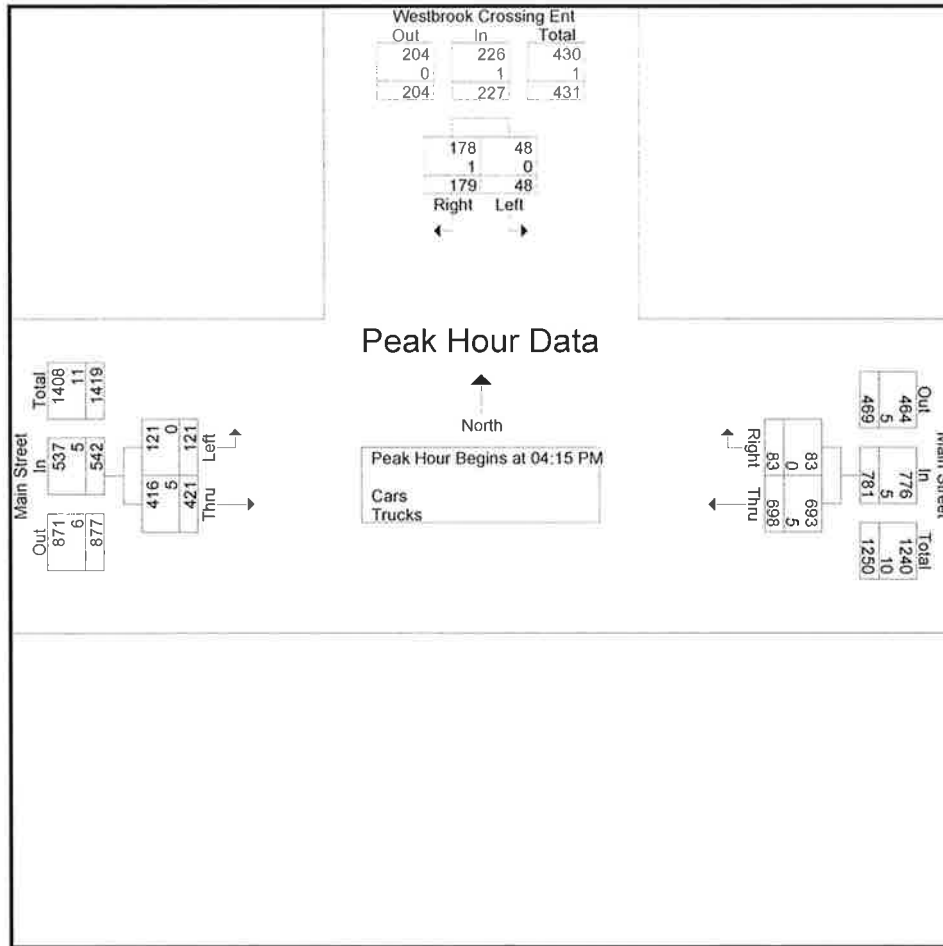 Westbrook Crossing Ent
Out In Total
204 226 430
0 1 1
204 227 431
178 48
1 0
179 48
Right Left
Peak Hour Data
North
Peak Hour Begins at 04:15 PM
Cars
Trucks
Main Street
Out In Total
871 537 1408
6 5 11
877 542 1419
Left Thru
121 416
0 5
121 421
Right Thru
83 693
0 5
83 698
Main Street
Out In Total
464 776 1240
5 5 10
469 781 1250